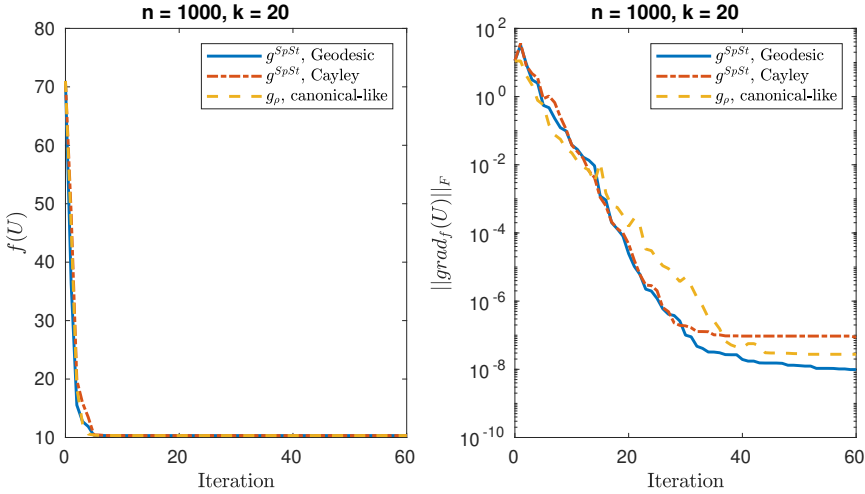 n = 1000, k = 20
80
70
60
50
40
30
20
10
0
20
40
60
f(U)
Iteration
g^{SpSt}, Geodesic
g^{SpSt}, Cayley
g_ρ, canonical-like
n = 1000, k = 20
10^2
10^0
10^{-2}
10^{-4}
10^{-6}
10^{-8}
10^{-10}
0
20
40
60
||grad_f(U)||_F
Iteration
g^{SpSt}, Geodesic
g^{SpSt}, Cayley
g_ρ, canonical-like